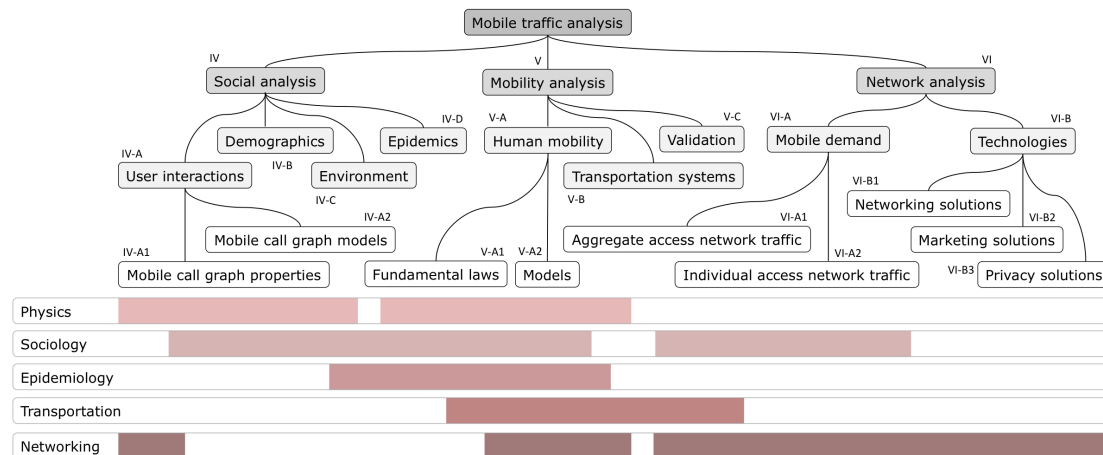 Mobile traffic analysis
IV
Social analysis
V
Mobility analysis
VI
Network analysis
Demographics
IV-D
Epidemics
V-A
Human mobility
V-C
Validation
VI-A
Mobile demand
VI-B
Technologies
IV-A
User interactions
IV-B
Environment
IV-C
Transportation systems
V-B
VI-B1
Networking solutions
IV-A2
Mobile call graph models
VI-A1
Aggregate access network traffic
VI-B2
Marketing solutions
IV-A1
Mobile call graph properties
V-A1
Fundamental laws
V-A2
Models
VI-A2
Individual access network traffic
VI-B3
Privacy solutions
Physics
Sociology
Epidemiology
Transportation
Networking